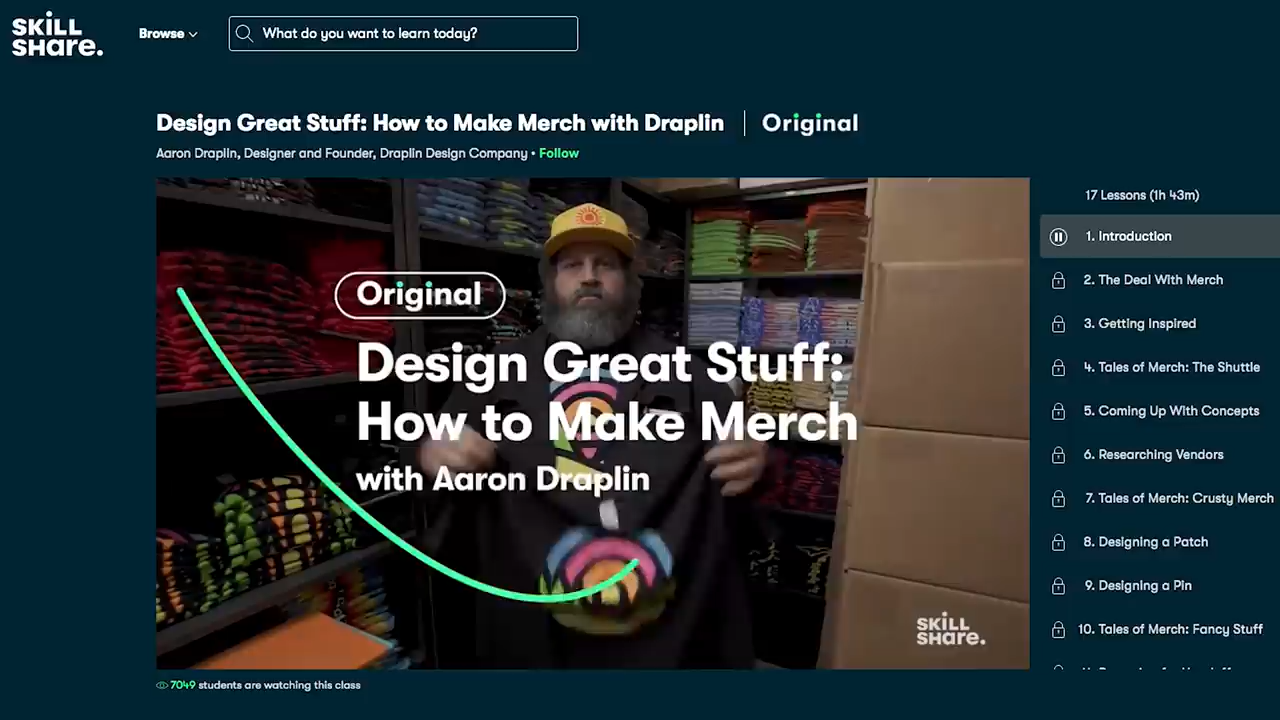 SKiLL
SHare.
Browse
What do you want to learn today?
Design Great Stuff: How to Make Merch with Draplin
Original
Aaron Draplin, Designer and Founder, Draplin Design Company • Follow
17 Lessons (1h 43m)
1. Introduction
2. The Deal With Merch
3. Getting Inspired
4. Tales of Merch: The Shuttle
5. Coming Up With Concepts
6. Researching Vendors
7. Tales of Merch: Crusty Merch
8. Designing a Patch
9. Designing a Pin
10. Tales of Merch: Fancy Stuff
Original
Design Great Stuff:
How to Make Merch
with Aaron Draplin
SKiLL
SHare.
7049 students are watching this class